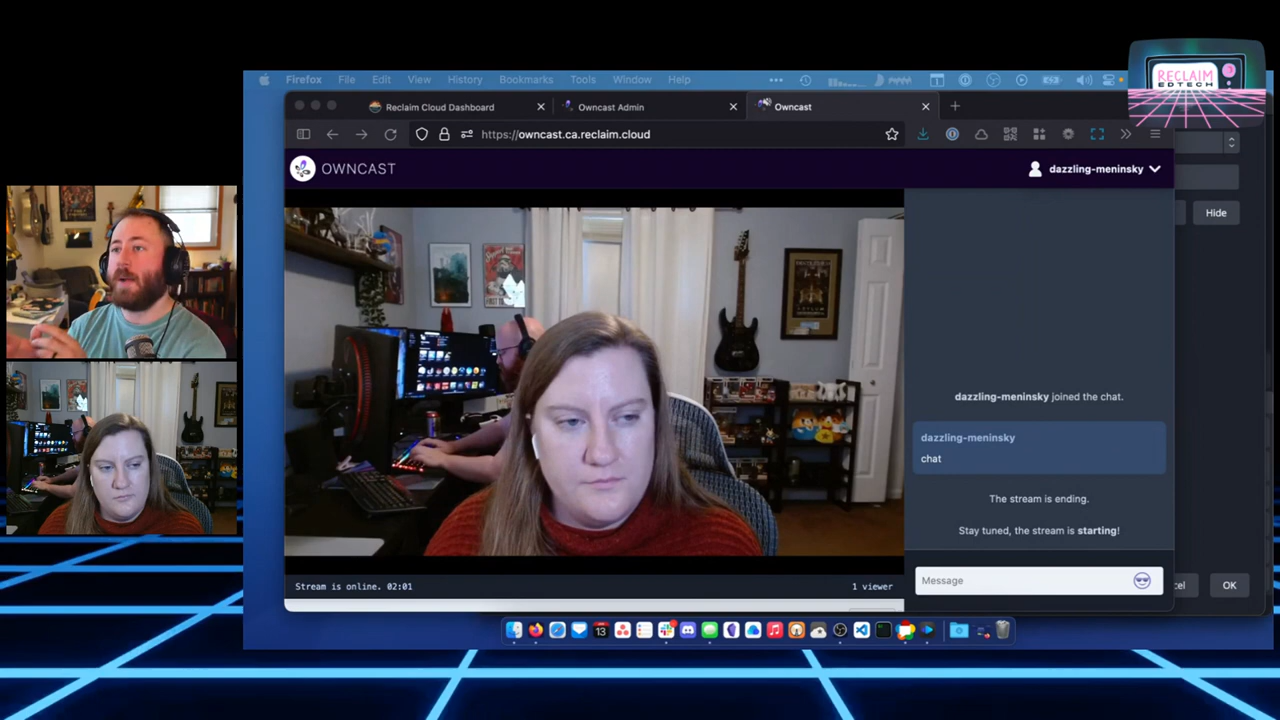 RECLAIM
EDTECH
Firefox File Edit View History Bookmarks Tools Window Help
Reclaim Cloud Dashboard
Owncast Admin
Owncast
https://owncast.ca.reclaim.cloud
OWNCAST
dazzling-meninsky
Hide
dazzling-meninsky joined the chat.
dazzling-meninsky
chat
The stream is ending.
Stay tuned, the stream is starting!
Message
Stream is online. 02:01
1 viewer
cel
OK
13